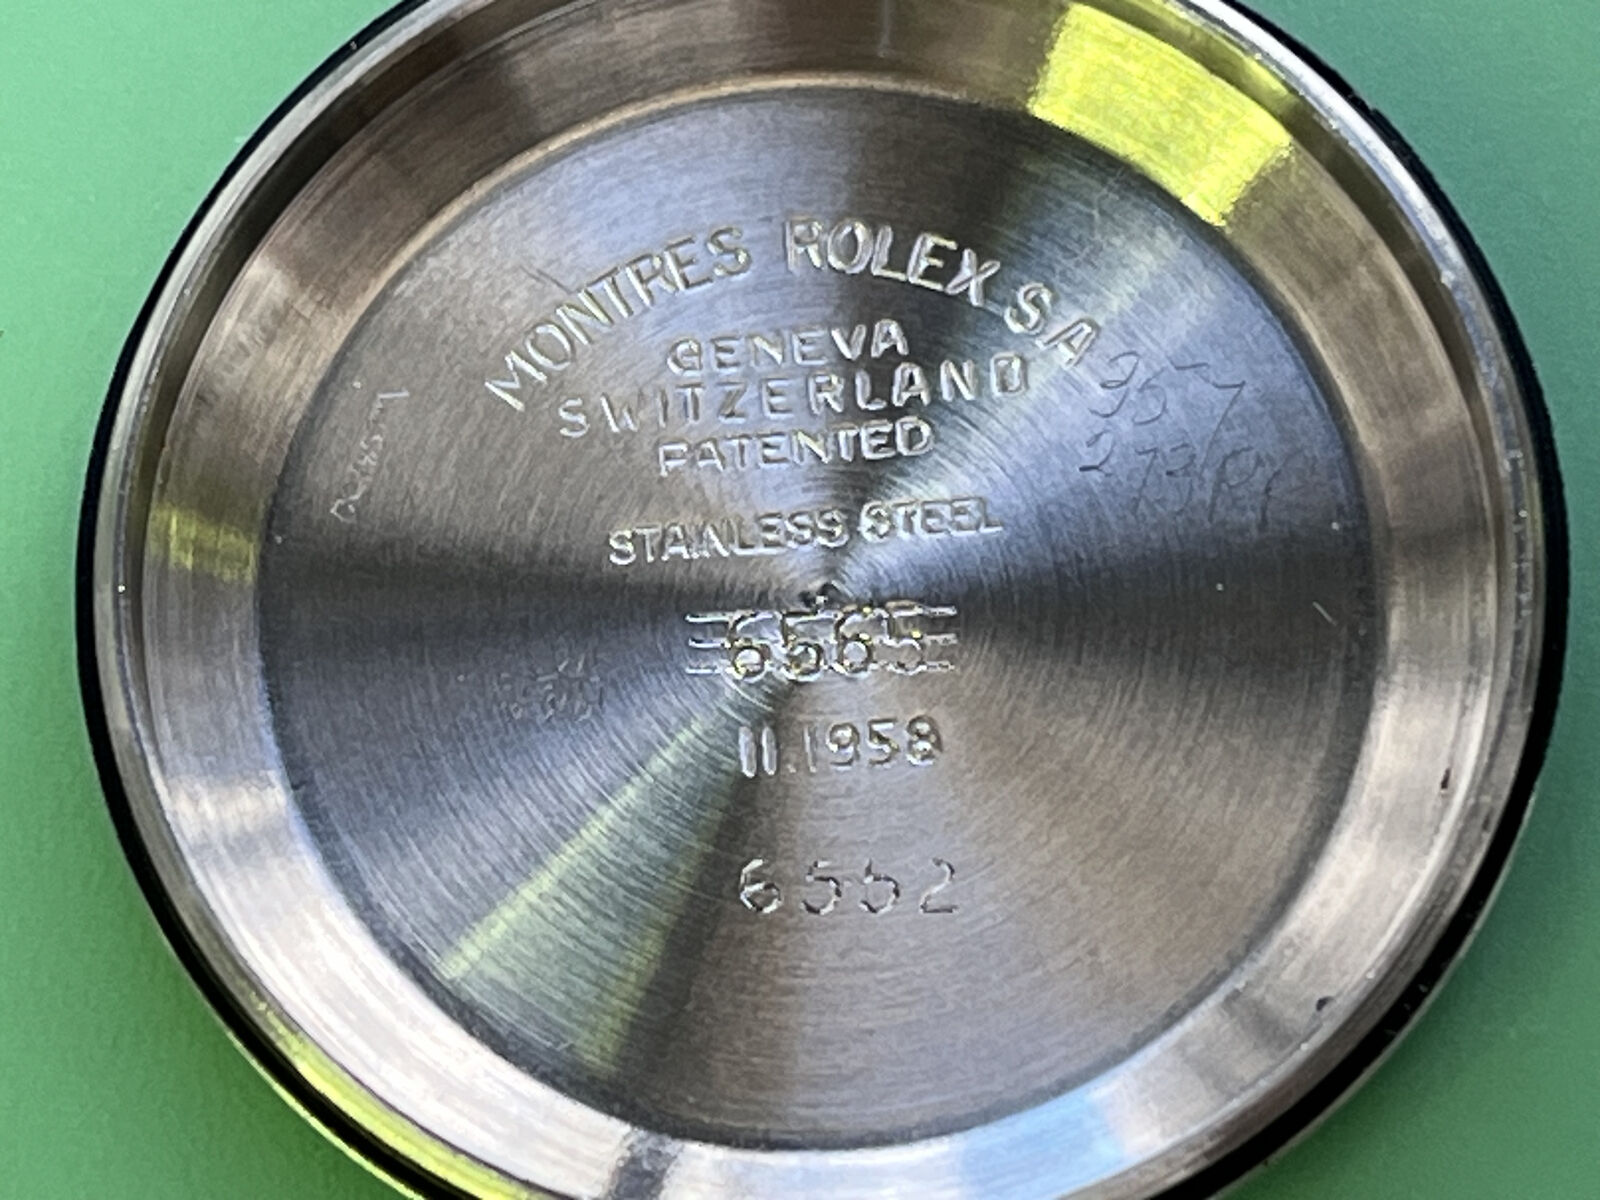 MONTRES ROLEX S A
GENEVA
SWITZERLAND
PATENTED
STAINLESS STEEL
6565
II.1958
6552